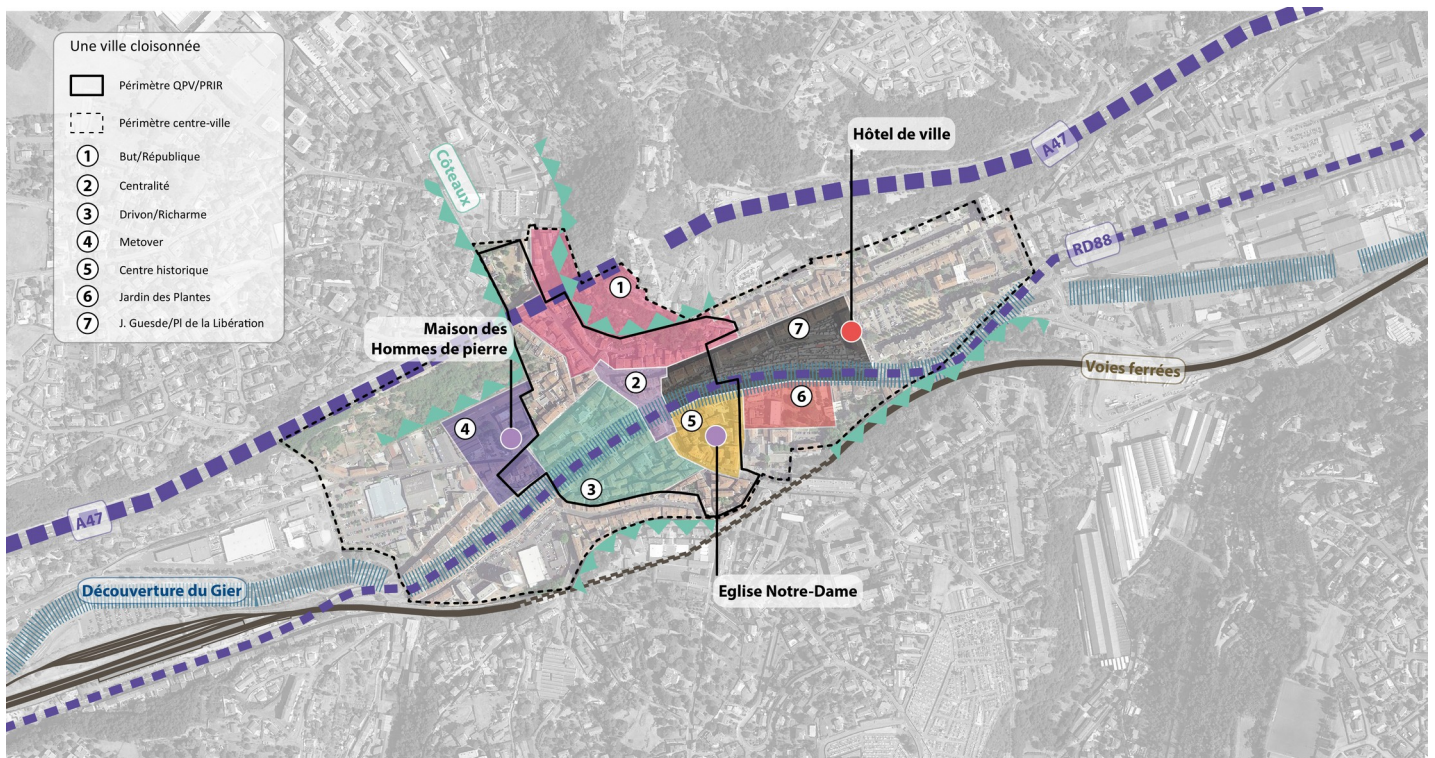 Une ville cloisonnée
Périmètre QPV/PRIR
Périmètre centre-ville
1 But/République
2 Centralité
3 Drivon/Richarme
4 Metover
5 Centre historique
6 Jardin des Plantes
7 J. Guesde/Pl de la Libération
Côteaux
Hôtel de ville
A47
RD88
1
Maison des
Hommes de pierre
7
Voies ferrées
2
6
5
4
3
A47
Découverture du Gier
Eglise Notre-Dame